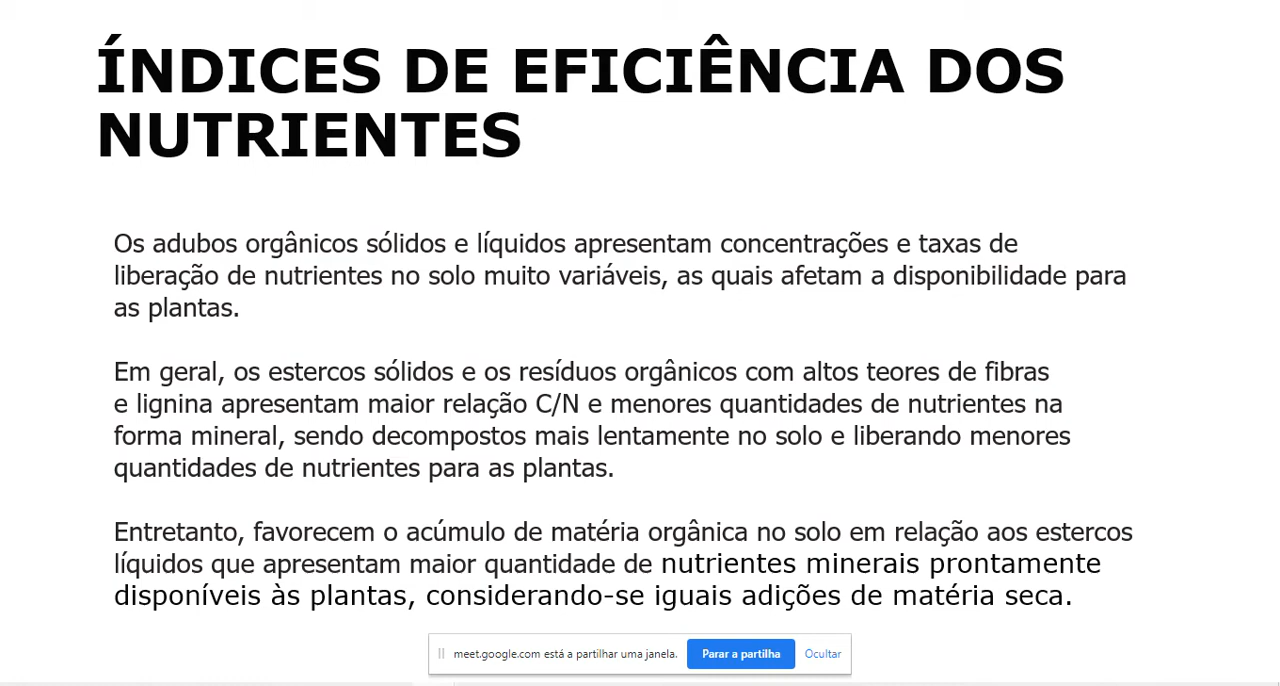 ÍNDICES DE EFICIÊNCIA DOS
NUTRIENTES
Os adubos orgânicos sólidos e líquidos apresentam concentrações e taxas de
liberação de nutrientes no solo muito variáveis, as quais afetam a disponibilidade para
as plantas.
Em geral, os estercos sólidos e os resíduos orgânicos com altos teores de fibras
e lignina apresentam maior relação C/N e menores quantidades de nutrientes na
forma mineral, sendo decompostos mais lentamente no solo e liberando menores
quantidades de nutrientes para as plantas.
Entretanto, favorecem o acúmulo de matéria orgânica no solo em relação aos estercos
líquidos que apresentam maior quantidade de nutrientes minerais prontamente
disponíveis às plantas, considerando-se iguais adições de matéria seca.
meet.google.com está a partilhar uma janela. Parar a partilha Ocultar